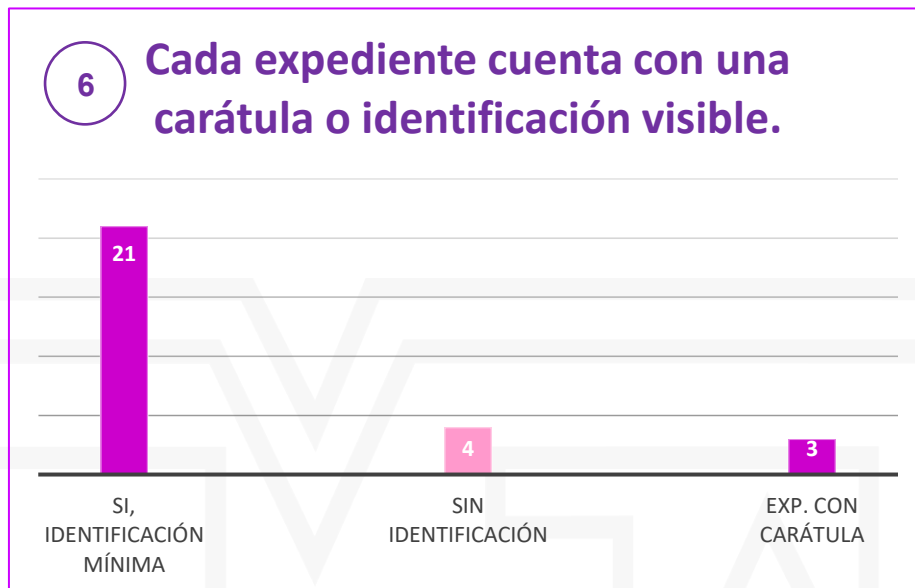 6
Cada expediente cuenta con una
carátula o identificación visible.
21
4
3
SI,
IDENTIFICACIÓN
MÍNIMA
SIN
IDENTIFICACIÓN
EXP. CON
CARÁTULA